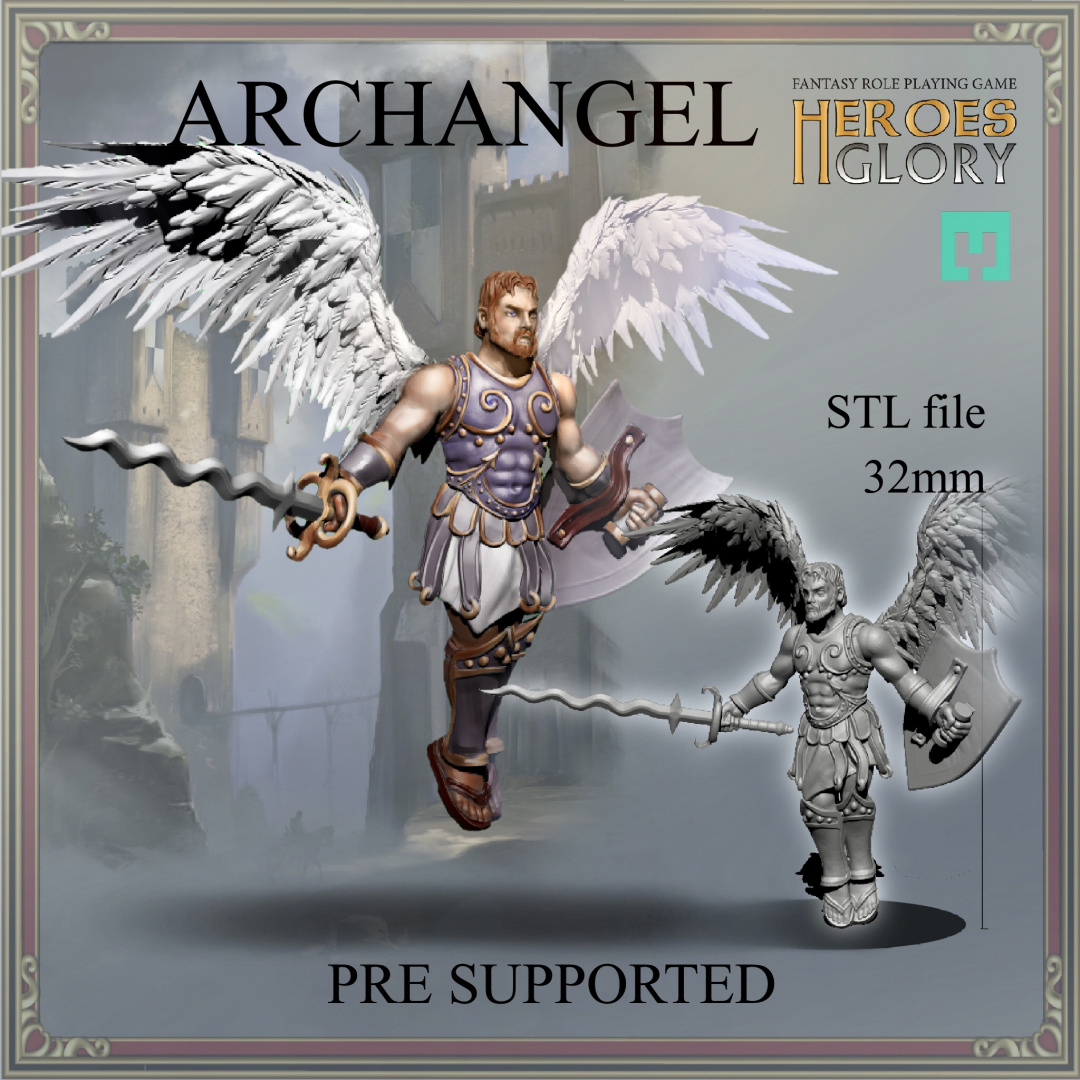 ARCHANGEL
FANTASY ROLE PLAYING GAME
HEROES
GLORY
STL file
32mm
PRE SUPPORTED